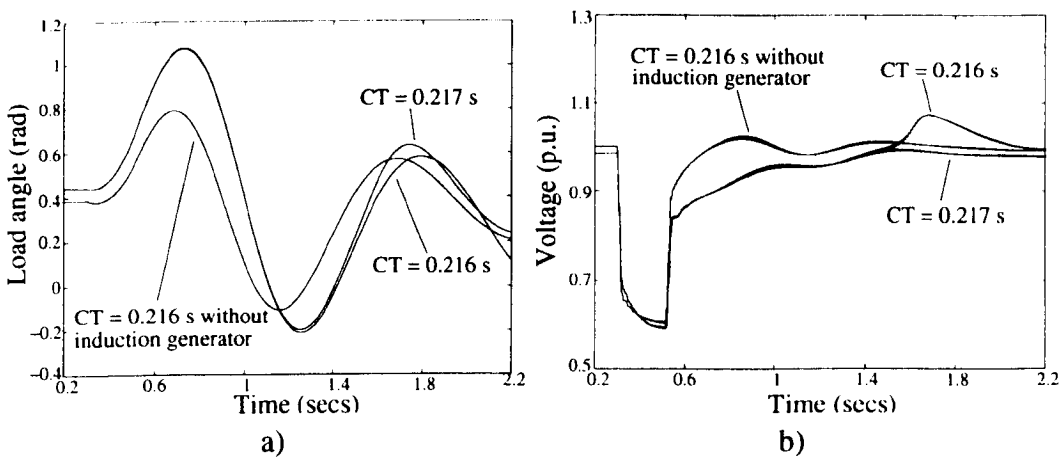 1.2
1
0.8
0.6
0.4
0.2
0
−0.2
−0.4
Load angle (rad)
CT = 0.217 s
CT = 0.216 s
CT = 0.216 s without
induction generator
0.2
0.6
1
1.4
1.8
2.2
Time (secs)
a)
1.3
1.1
0.9
0.7
0.5
Voltage (p.u.)
CT = 0.216 s without
induction generator
CT = 0.216 s
CT = 0.217 s
0.2
0.6
1
1.4
1.8
2.2
Time (secs)
b)